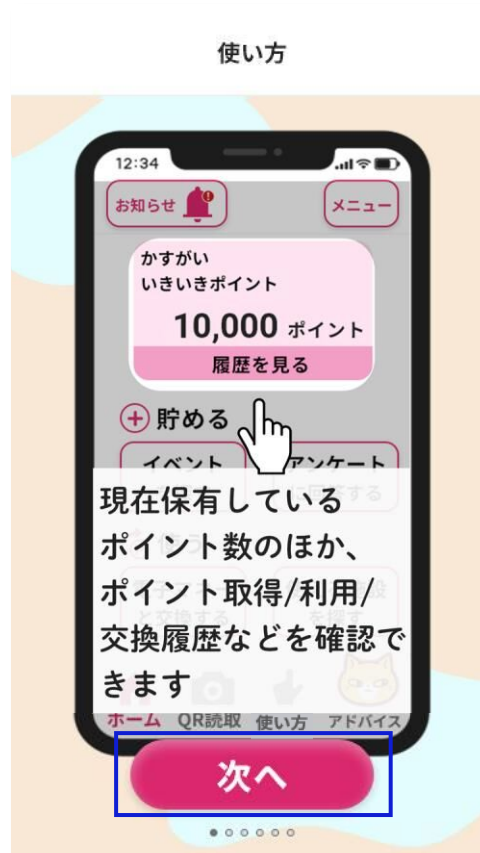 使い方
12:34
お知らせ
メニュー
かすがい
いきいきポイント
10,000 ポイント
履歴を見る
貯める
イベント
アンケート
に回答する
現在保有している
ポイント数のほか、
ポイント取得/利用/
交換履歴などを確認で
きます
ホーム QR読取 使い方 アドバイス
次へ